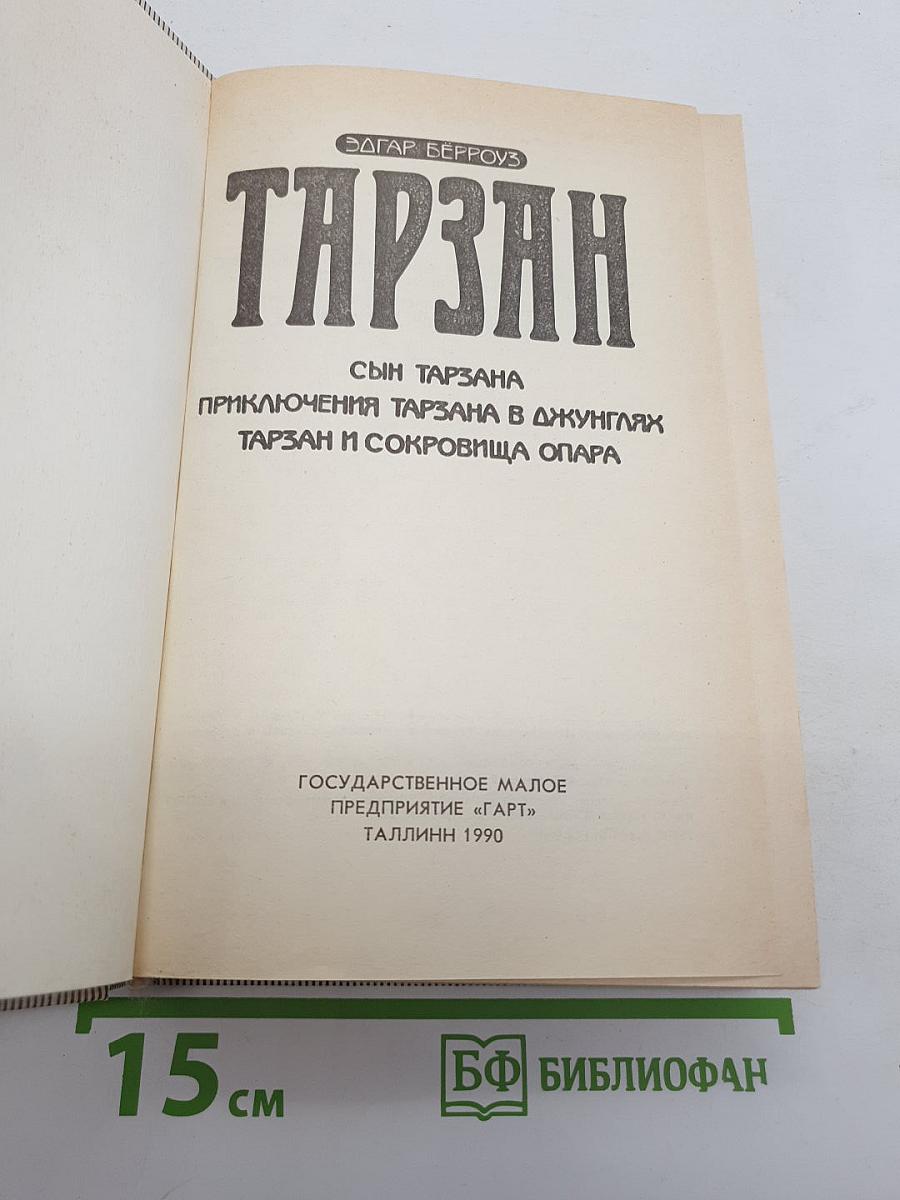 ЭДГАР БЁРРОУЗ
ТАРЗАН
СЫН ТАРЗАНА
ПРИКЛЮЧЕНИЯ ТАРЗАНА В ДЖУНГЛЯХ
ТАРЗАН И СОКРОВИЩА ОПАРА
ГОСУДАРСТВЕННОЕ МАЛОЕ
ПРЕДПРИЯТИЕ «ГАРТ»
ТАЛЛИНН 1990
15 см
БФ БИБЛИОФАН